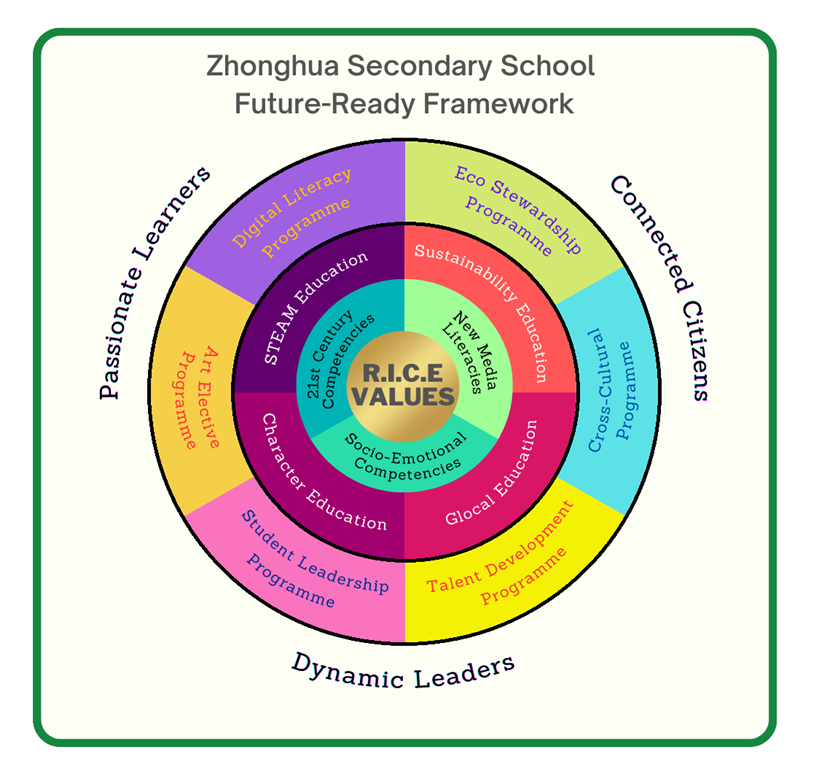 Zhonghua Secondary School
Future-Ready Framework
Passionate Learners
Connected Citizens
Dynamic Leaders
Digital Literacy
Programme
Eco Stewardship
Programme
Cross-Cultural
Programme
Talent Development
Programme
Student Leadership
Programme
Art Elective
Programme
STEAM Education
Sustainability Education
Glocal Education
Character Education
21st Century
Competencies
New Media
Literacies
Socio-Emotional
Competencies
R.I.C.E
VALUES